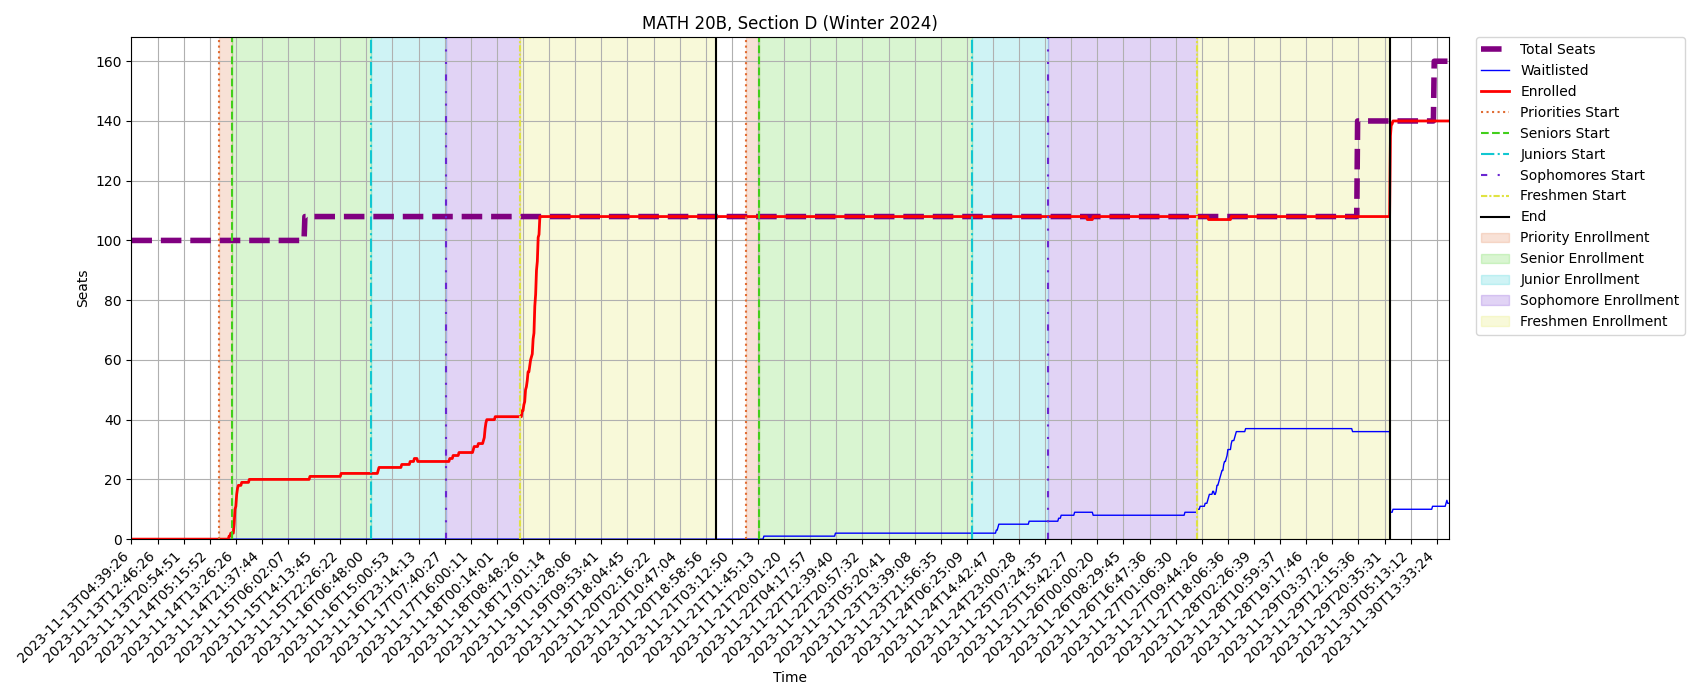 MATH 20B, Section D (Winter 2024)
Seats
160
140
120
100
80
60
40
20
0
2023-11-13T04:39:26
2023-11-13T12:46:26
2023-11-13T20:54:51
2023-11-14T05:15:52
2023-11-14T13:26:26
2023-11-14T21:37:44
2023-11-15T06:02:07
2023-11-15T14:13:45
2023-11-15T22:26:22
2023-11-16T06:48:00
2023-11-16T15:00:53
2023-11-16T23:14:13
2023-11-17T07:40:27
2023-11-17T16:00:11
2023-11-18T00:14:01
2023-11-18T08:48:26
2023-11-18T17:01:14
2023-11-19T01:28:06
2023-11-19T09:53:41
2023-11-19T18:04:45
2023-11-20T02:16:22
2023-11-20T10:47:04
2023-11-20T18:58:56
2023-11-21T03:12:50
2023-11-21T11:45:13
2023-11-21T20:01:20
2023-11-22T04:17:57
2023-11-22T12:39:40
2023-11-22T20:57:32
2023-11-23T05:20:41
2023-11-23T13:39:08
2023-11-23T21:56:35
2023-11-24T06:25:09
2023-11-24T14:42:47
2023-11-24T23:00:28
2023-11-25T07:24:35
2023-11-25T15:42:27
2023-11-26T00:00:20
2023-11-26T08:29:45
2023-11-26T16:47:36
2023-11-27T01:06:30
2023-11-27T09:44:26
2023-11-27T18:06:36
2023-11-28T02:26:39
2023-11-28T10:59:37
2023-11-28T19:17:46
2023-11-29T03:37:26
2023-11-29T12:15:36
2023-11-29T20:35:31
2023-11-30T05:13:12
2023-11-30T13:33:24
Time
Total Seats
Waitlisted
Enrolled
Priorities Start
Seniors Start
Juniors Start
Sophomores Start
Freshmen Start
End
Priority Enrollment
Senior Enrollment
Junior Enrollment
Sophomore Enrollment
Freshmen Enrollment